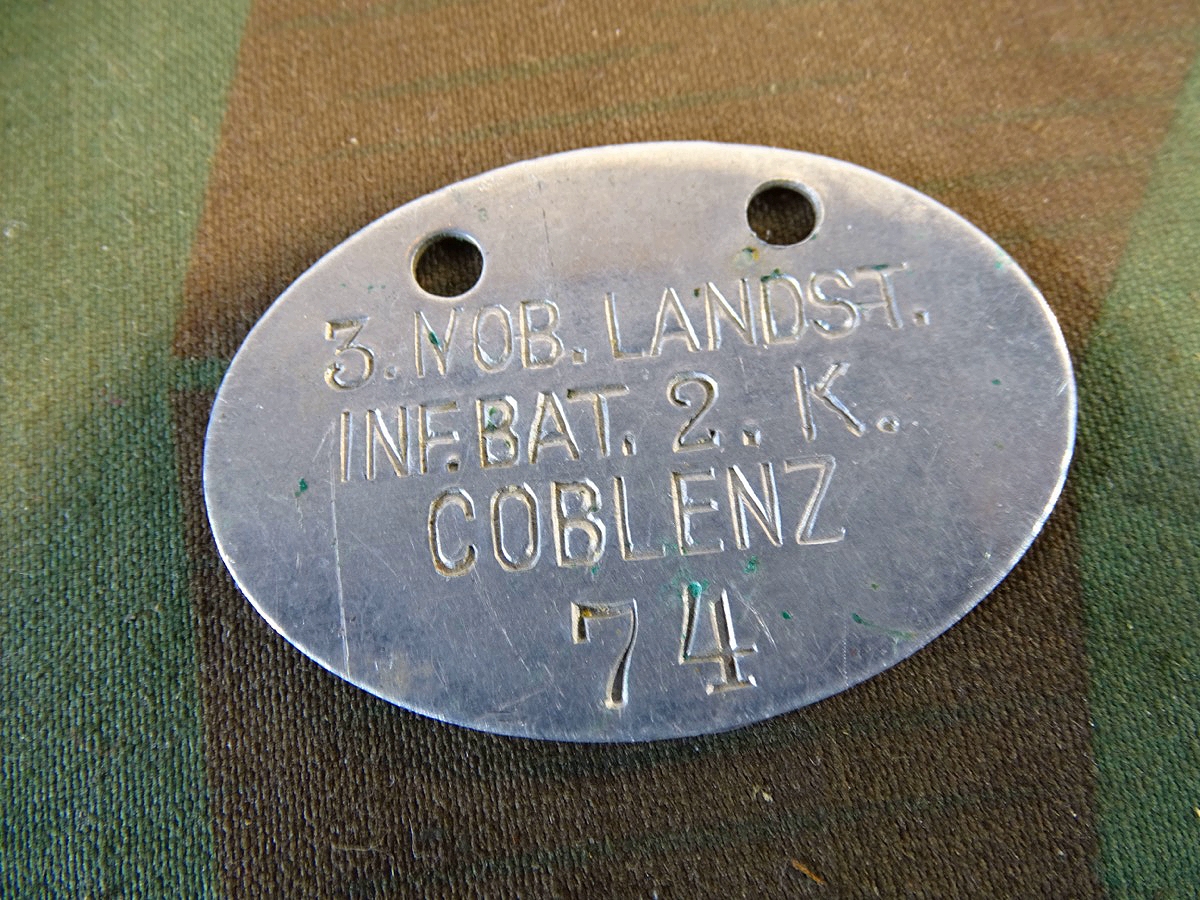 3. MOB. LANDST.
INF. BAT. 2. K.
COBLENZ
74